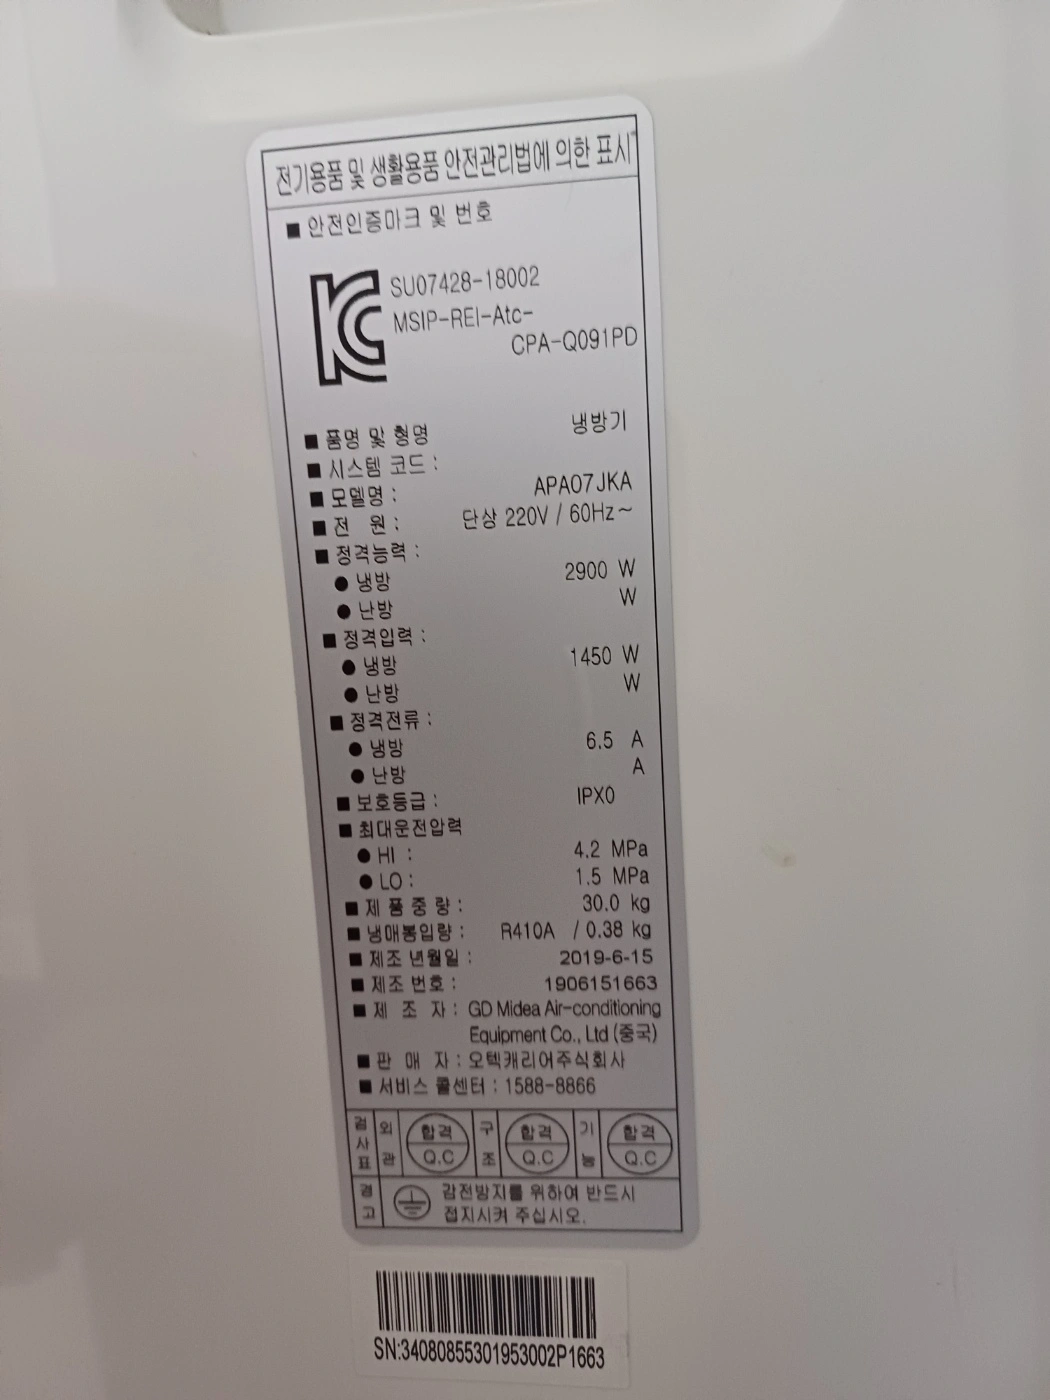 전기용품 및 생활용품 안전관리법에 의한 표시
■ 안전인증마크 및 번호
SU07428-18002
MSIP-REI-Atc-
CPA-Q091PD
■ 품명 및 형명 냉방기
■ 시스템 코드 :
■ 모델명 : APA07JKA
■ 전 원 : 단상 220V / 60Hz~
■ 정격능력 :
● 냉방 2900 W
● 난방 W
■ 정격입력 :
● 냉방 1450 W
● 난방 W
■ 정격전류 :
● 냉방 6.5 A
● 난방 A
■ 보호등급 : IPX0
■ 최대운전압력
● HI : 4.2 MPa
● LO : 1.5 MPa
■ 제 품 중 량 : 30.0 kg
■ 냉매봉입량 : R410A / 0.38 kg
■ 제조 년월일 : 2019-6-15
■ 제조 번호 : 1906151663
■ 제 조 자 : GD Midea Air-conditioning
Equipment Co., Ltd (중국)
■ 판 매 자 : 오텍캐리어주식회사
■ 서비스 콜센터 : 1588-8866
검사표 외관 합격 Q.C 구조 합격 Q.C 기능 합격 Q.C
경고 감전방지를 위하여 반드시
접지시켜 주십시오.
SN:34080855301953002P1663